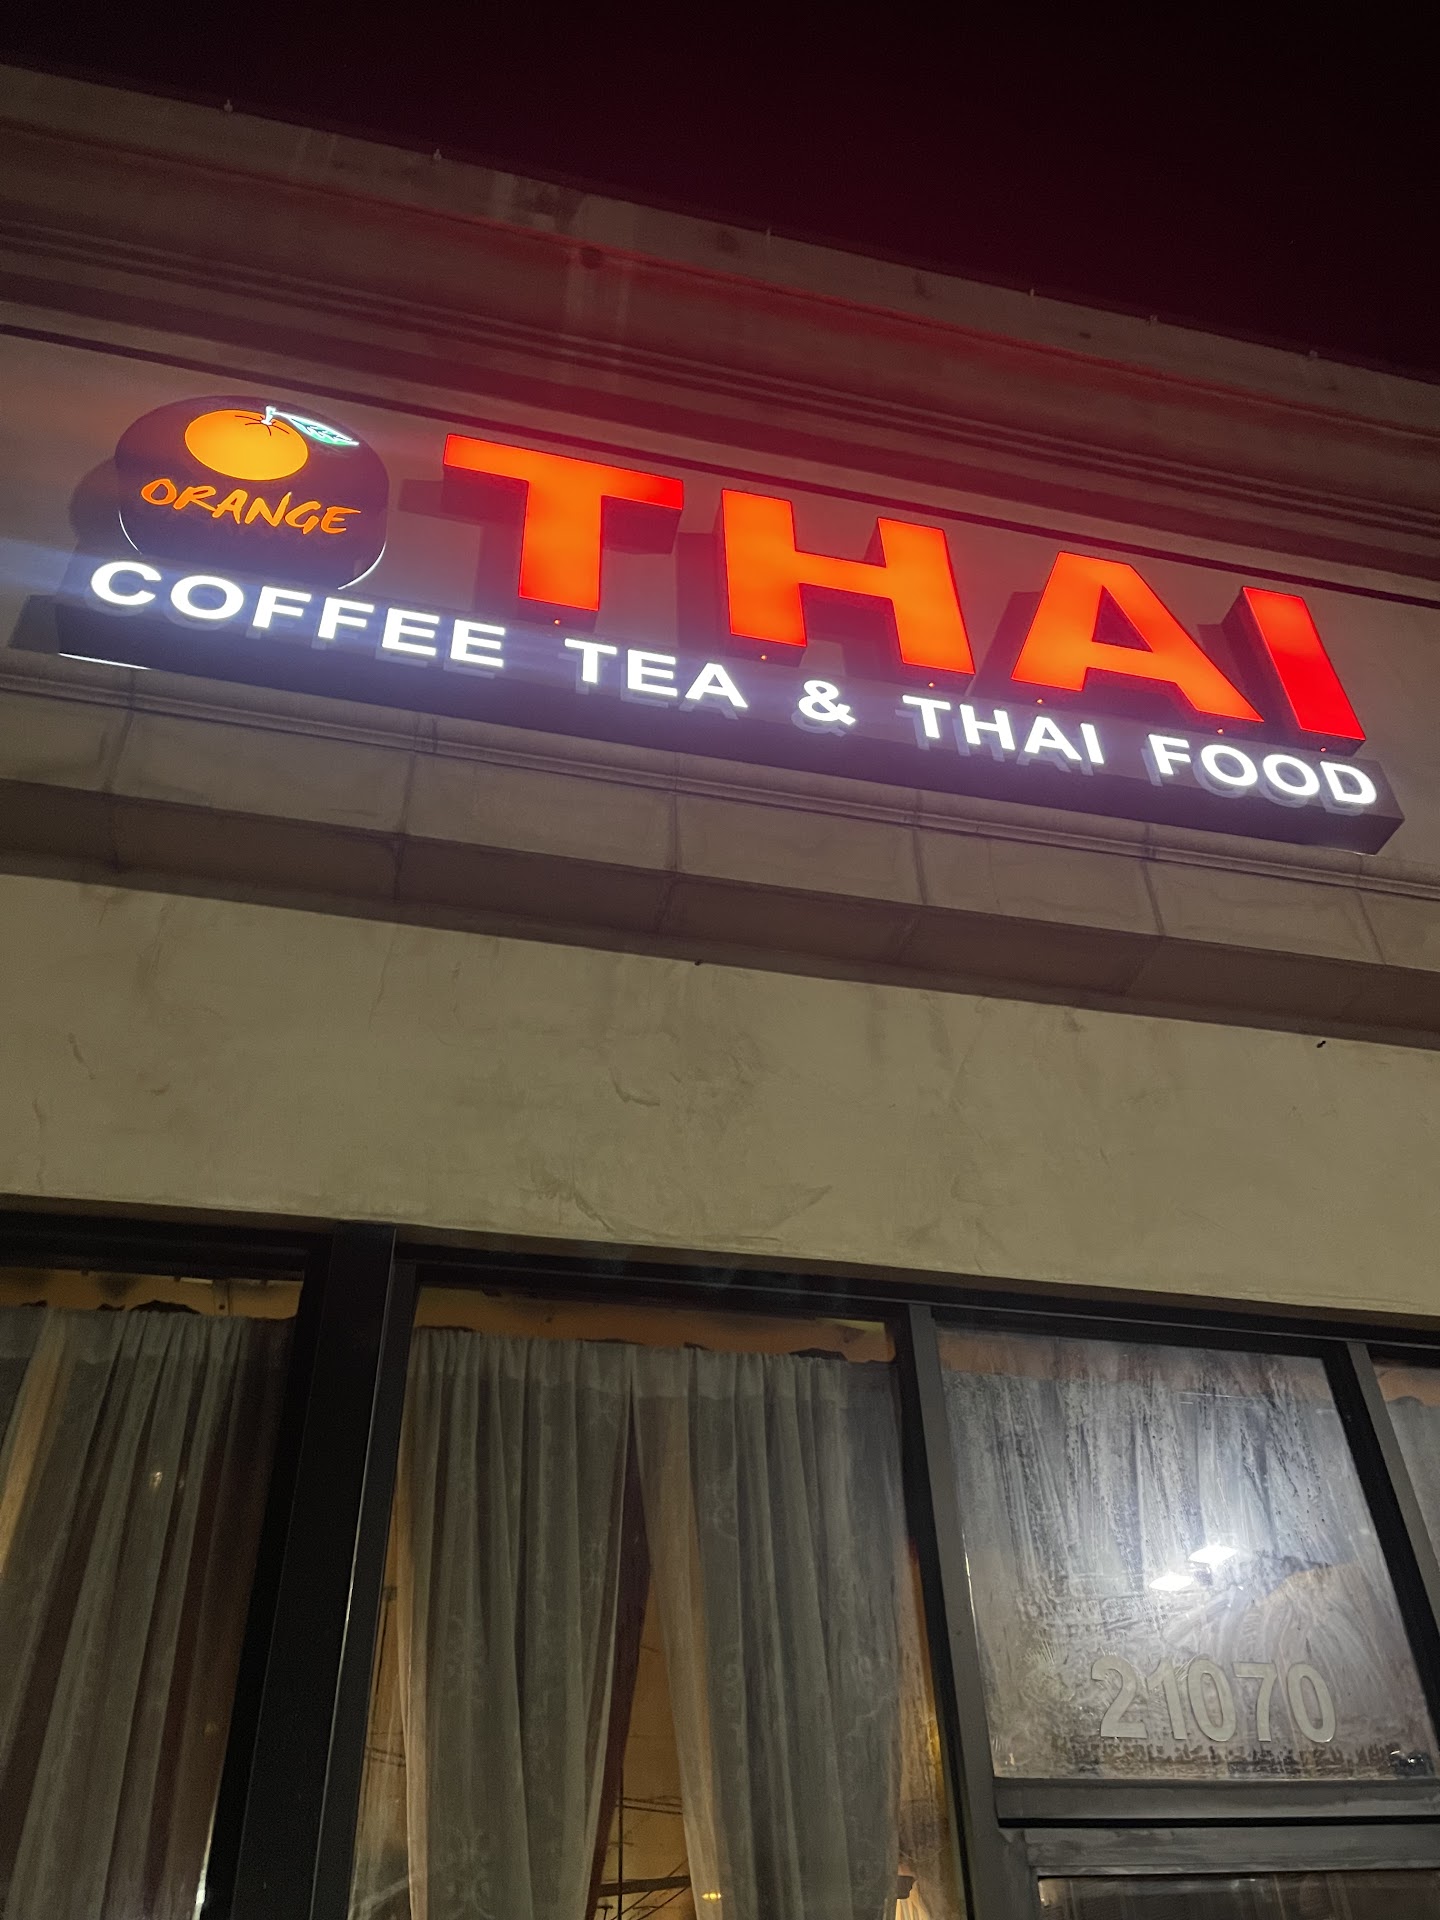 ORANGE
THAI
COFFEE TEA & THAI FOOD
21070